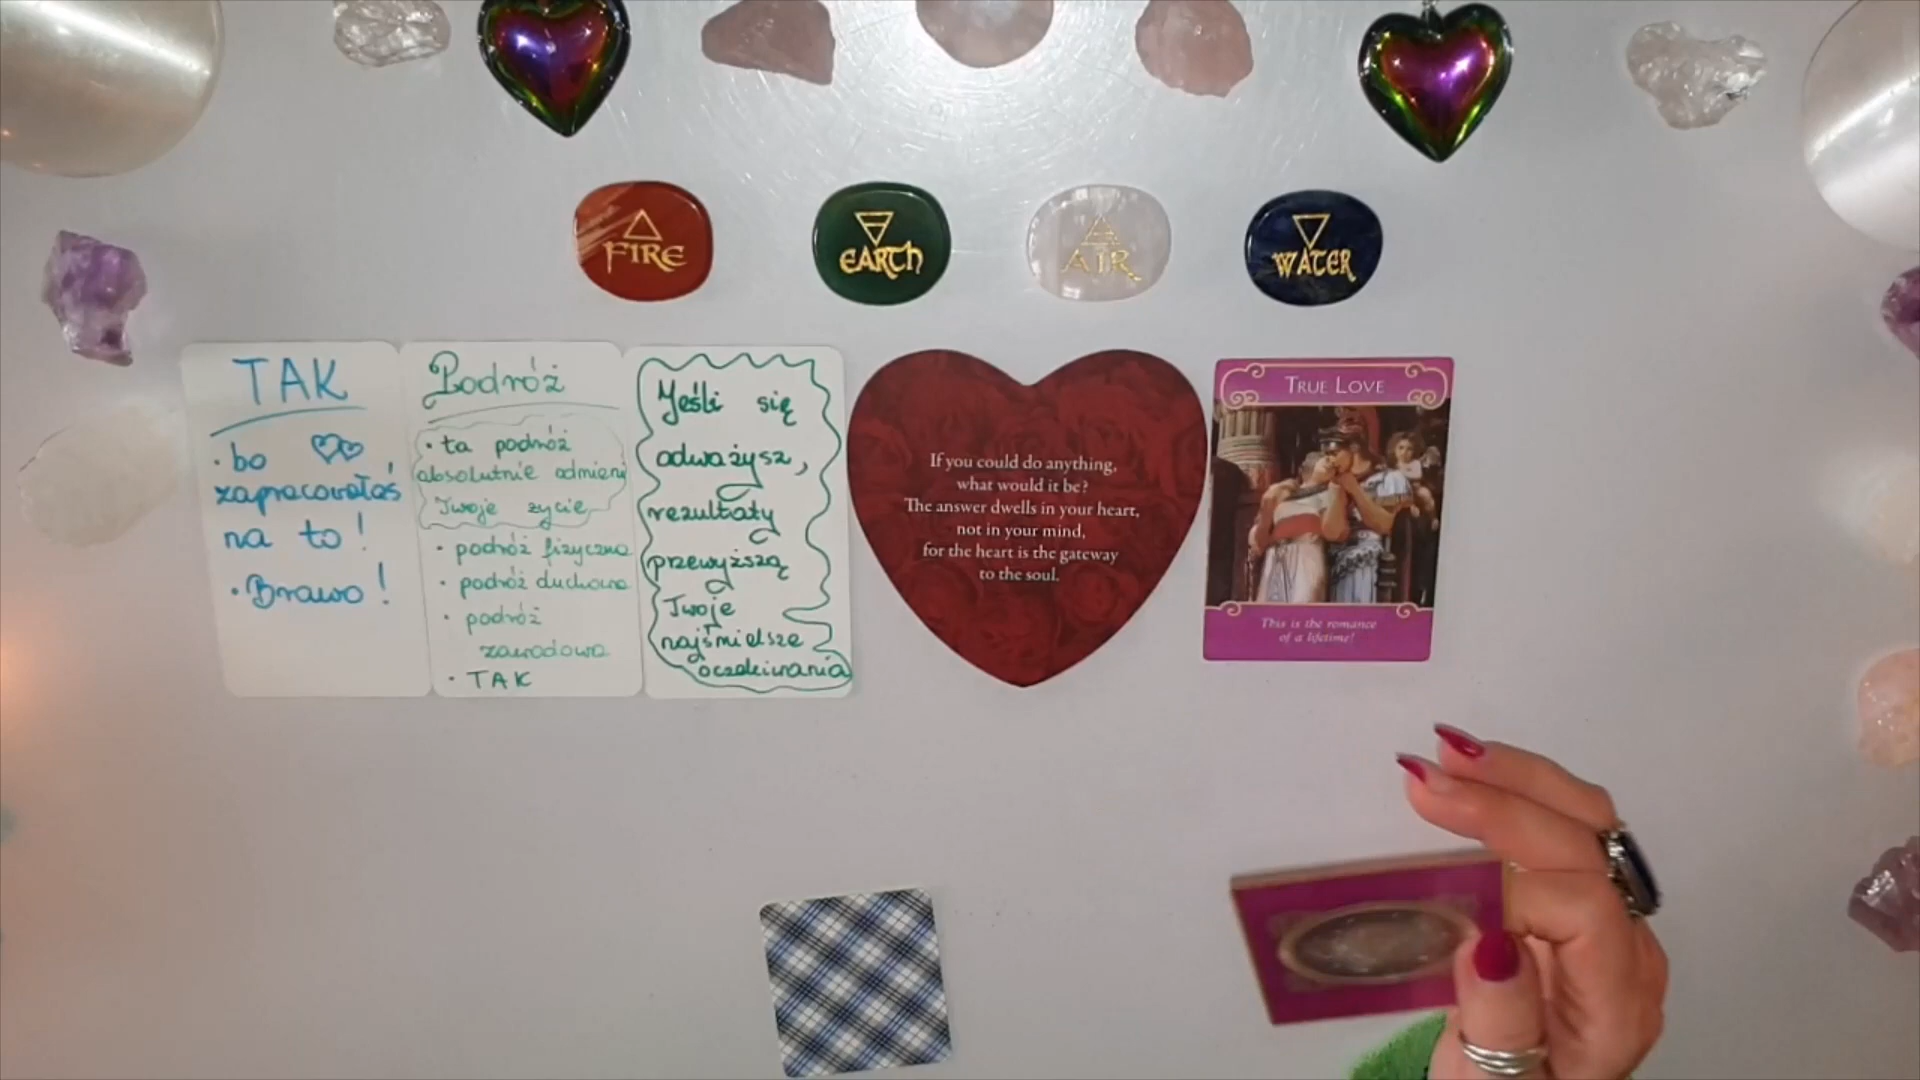 FIRE
EARTH
AIR
WATER
TAK
• bo
zapracowałaś
na to!
• Brawo!
Podróż
• ta podróż
absolutnie odmieni
Twoje życie
• podróż fizyczna
• podróż duchowa
• podróż
zawodowa
• TAK
Jeśli się
odważysz,
rezultaty
przewyższą
Twoje
najśmielsze
oczekiwania
If you could do anything,
what would it be?
The answer dwells in your heart,
not in your mind,
for the heart is the gateway
to the soul.
TRUE LOVE
This is the romance
of a lifetime!